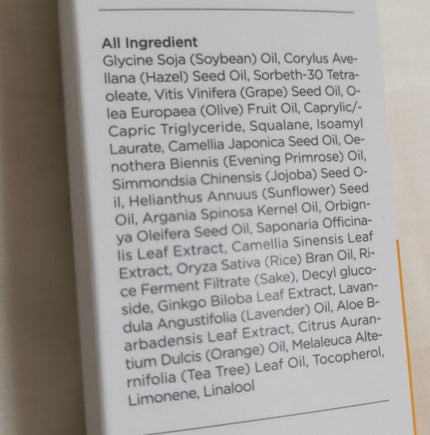 All Ingredient
Glycine Soja (Soybean) Oil, Corylus Ave-
llana (Hazel) Seed Oil, Sorbeth-30 Tetra-
oleate, Vitis Vinifera (Grape) Seed Oil, O-
lea Europaea (Olive) Fruit Oil, Caprylic/-
Capric Triglyceride, Squalane, Isoamyl
Laurate, Camellia Japonica Seed Oil, Oe-
nothera Biennis (Evening Primrose) Oil,
Simmondsia Chinensis (Jojoba) Seed O-
il, Helianthus Annuus (Sunflower) Seed
Oil, Argania Spinosa Kernel Oil, Orbign-
ya Oleifera Seed Oil, Saponaria Officina-
lis Leaf Extract, Camellia Sinensis Leaf
Extract, Oryza Sativa (Rice) Bran Oil, Ri-
ce Ferment Filtrate (Sake), Decyl gluco-
side, Ginkgo Biloba Leaf Extract, Lavan-
dula Angustifolia (Lavender) Oil, Aloe B-
arbadensis Leaf Extract, Citrus Auran-
tium Dulcis (Orange) Oil, Melaleuca Alte-
rnifolia (Tea Tree) Leaf Oil, Tocopherol,
Limonene, Linalool